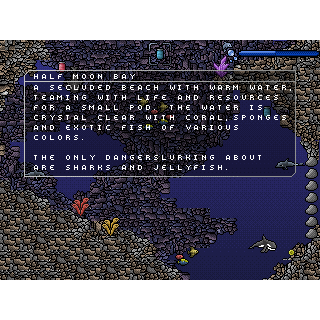 HALF MOON BAY
A SECLUDED BEACH WITH WARM WATER,
TEAMING WITH LIFE AND RESOURCES
FOR A SMALL POD, THE WATER IS
CRYSTAL CLEAR WITH CORAL, SPONGES
AND EXOTIC FISH OF VARIOUS
COLORS.
THE ONLY DANGERSLURKING ABOUT
ARE SHARKS AND JELLYFISH.